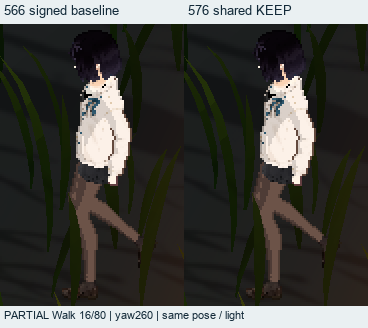 566 signed baseline
576 shared KEEP
PARTIAL Walk 16/80 | yaw260 | same pose / light